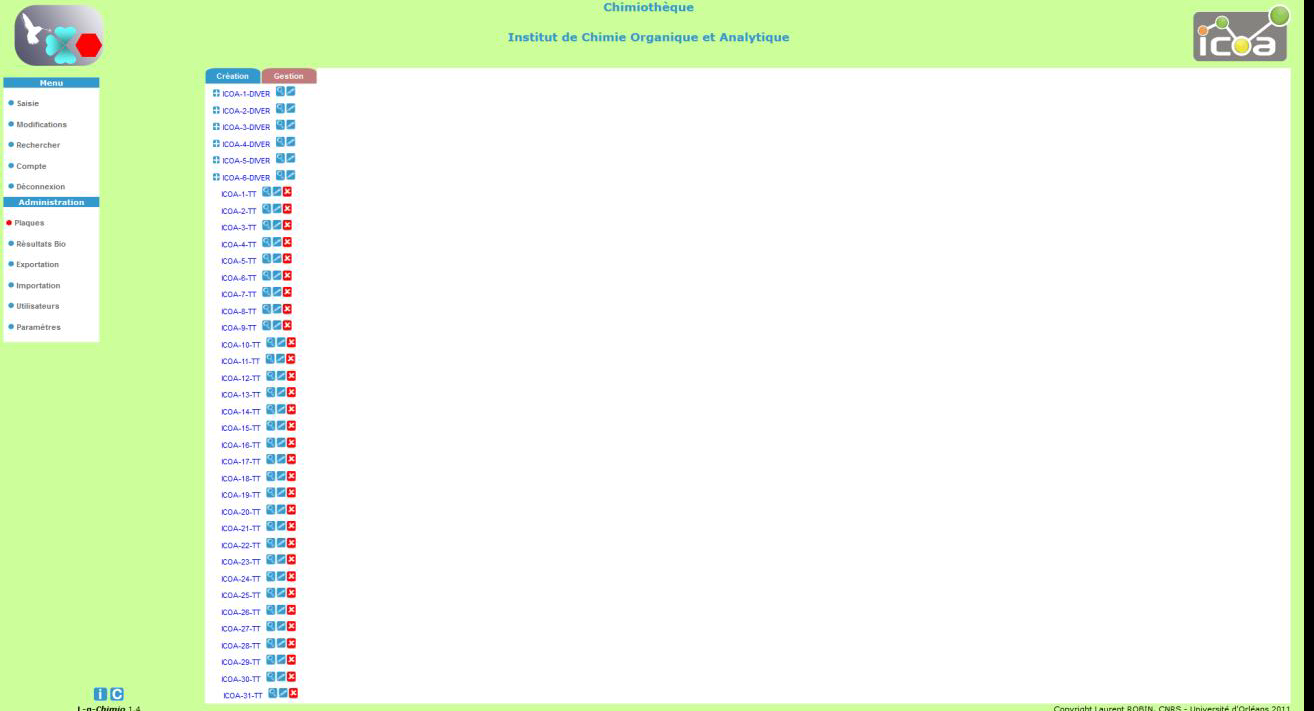 Chimiothèque
Institut de Chimie Organique et Analytique
icoa
Menu
Saisie
Modifications
Rechercher
Compte
Déconnexion
Administration
Plaques
Résultats Bio
Exportation
Importation
Utilisateurs
Paramètres
Création Gestion
ICOA-1-DIVER
ICOA-2-DIVER
ICOA-3-DIVER
ICOA-4-DIVER
ICOA-5-DIVER
ICOA-6-DIVER
ICOA-1-TT
ICOA-2-TT
ICOA-3-TT
ICOA-4-TT
ICOA-5-TT
ICOA-6-TT
ICOA-7-TT
ICOA-8-TT
ICOA-9-TT
ICOA-10-TT
ICOA-11-TT
ICOA-12-TT
ICOA-13-TT
ICOA-14-TT
ICOA-15-TT
ICOA-16-TT
ICOA-17-TT
ICOA-18-TT
ICOA-19-TT
ICOA-20-TT
ICOA-21-TT
ICOA-22-TT
ICOA-23-TT
ICOA-24-TT
ICOA-25-TT
ICOA-26-TT
ICOA-27-TT
ICOA-28-TT
ICOA-29-TT
ICOA-30-TT
ICOA-31-TT
i C
L-g-Chimio 1.4
Copyright Laurent ROBIN, CNRS - Université d'Orléans 2011